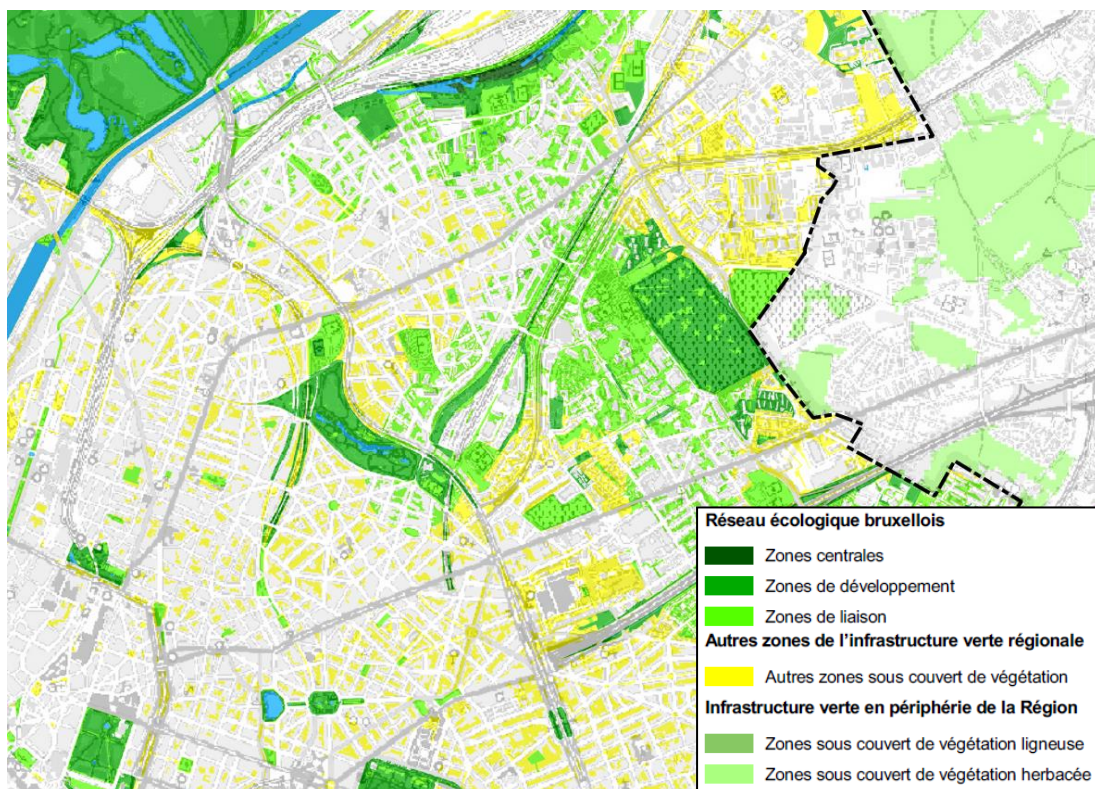 Réseau écologique bruxellois
Zones centrales
Zones de développement
Zones de liaison
Autres zones de l'infrastructure verte régionale
Autres zones sous couvert de végétation
Infrastructure verte en périphérie de la Région
Zones sous couvert de végétation ligneuse
Zones sous couvert de végétation herbacée